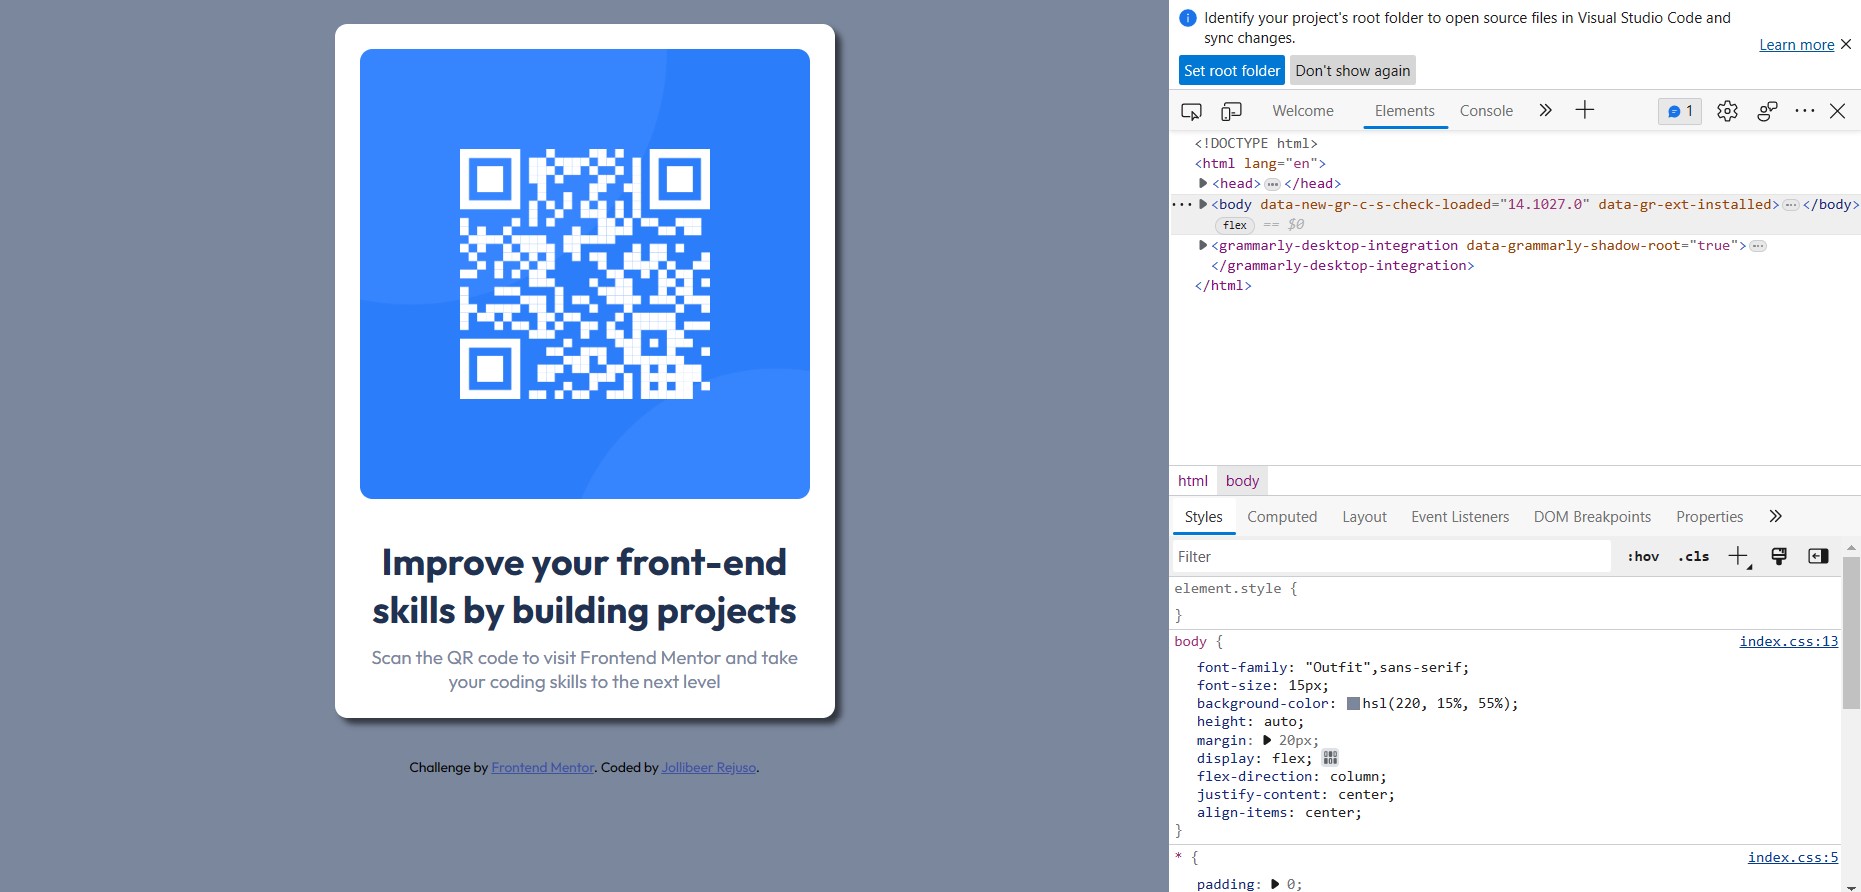 Improve your front-end
skills by building projects
Scan the QR code to visit Frontend Mentor and take
your coding skills to the next level
Challenge by Frontend Mentor. Coded by Jollibeer Rejuso.
Identify your project's root folder to open source files in Visual Studio Code and
sync changes.
Learn more
Set root folder Don't show again
Welcome Elements Console 1
<!DOCTYPE html>
<html lang="en">
<head> ··· </head>
··· <body data-new-gr-c-s-check-loaded="14.1027.0" data-gr-ext-installed> ··· </body>
flex == $0
<grammarly-desktop-integration data-grammarly-shadow-root="true"> ···
</grammarly-desktop-integration>
</html>
html body
Styles Computed Layout Event Listeners DOM Breakpoints Properties
Filter :hov .cls
element.style {
}
body { index.css:13
font-family: "Outfit",sans-serif;
font-size: 15px;
background-color: hsl(220, 15%, 55%);
height: auto;
margin: 20px;
display: flex;
flex-direction: column;
justify-content: center;
align-items: center;
}
* { index.css:5
padding: 0;